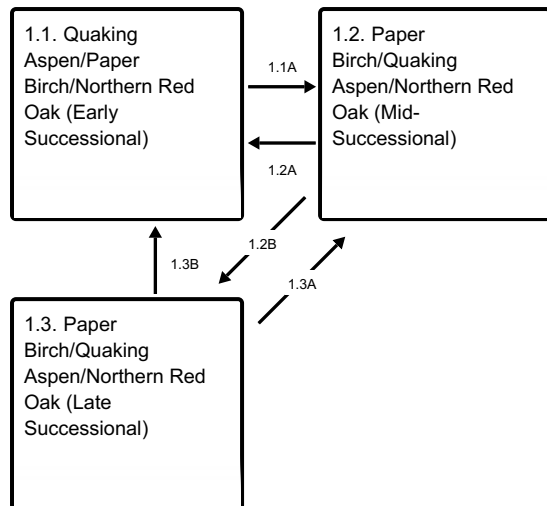 1.1. Quaking
Aspen/Paper
Birch/Northern Red
Oak (Early
Successional)
1.1A
1.2. Paper
Birch/Quaking
Aspen/Northern Red
Oak (Mid-
Successional)
1.2A
1.2B
1.3B
1.3A
1.3. Paper
Birch/Quaking
Aspen/Northern Red
Oak (Late
Successional)